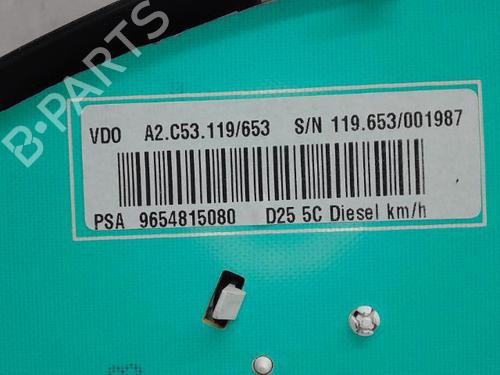 B-PARTS
VDO A2.C53.119/653 S/N 119.653/001987
PSA 9654815080 D25 5C Diesel km/h